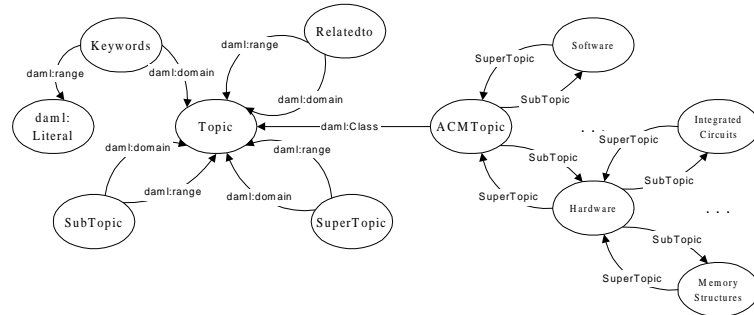 Keywords
Relatedto
Software
SuperTopic
daml:range
daml:range
daml:domain
daml:domain
SubTopic
daml:
Literal
Topic
daml:Class
ACMTopic
. . .
Integrated
Circuits
SuperTopic
daml:domain
daml:range
SubTopic
daml:range
daml:domain
SuperTopic
SubTopic
Hardware
SubTopic
SuperTopic
. . .
SubTopic
SuperTopic
Memory
Structures